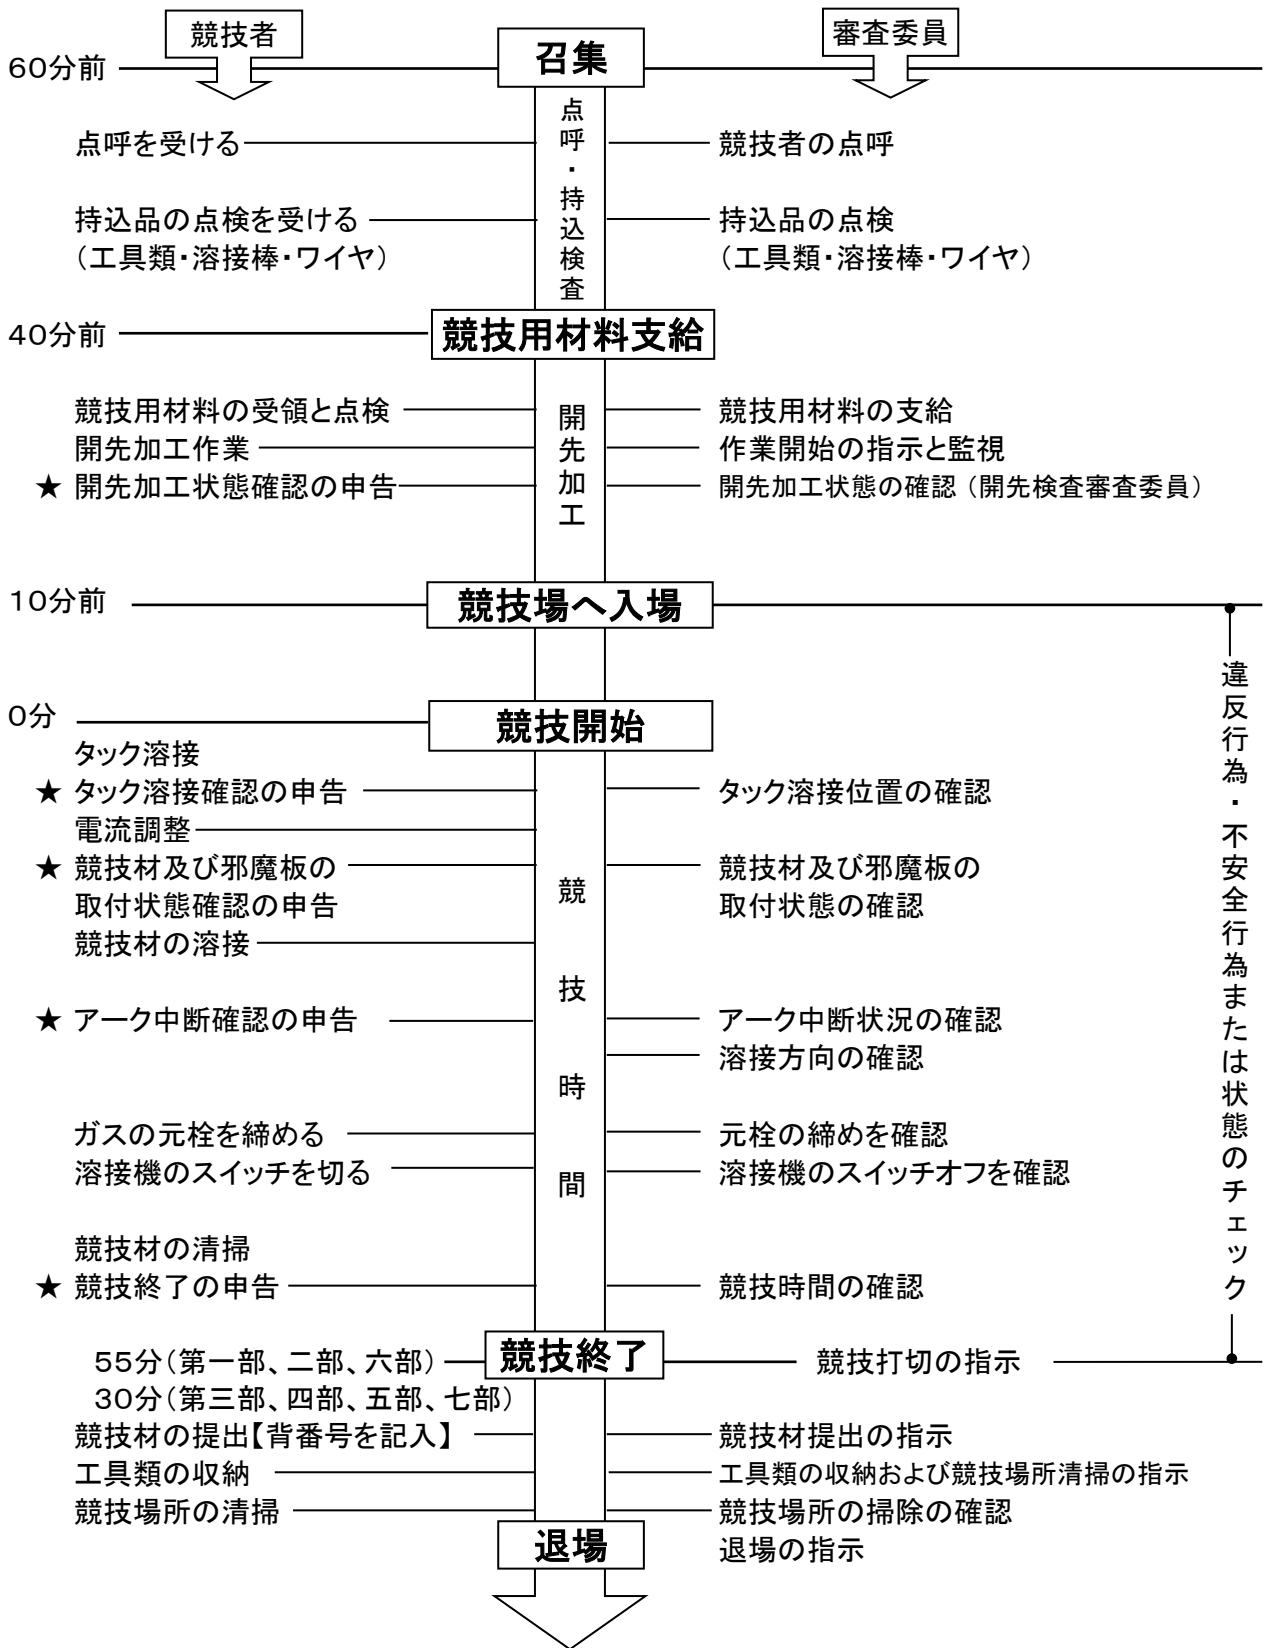 競技者
審査委員
60分前
召集
点呼・持込検査
点呼を受ける
競技者の点呼
持込品の点検を受ける
持込品の点検
（工具類・溶接棒・ワイヤ）
（工具類・溶接棒・ワイヤ）
40分前
競技用材料支給
開先加工
競技用材料の受領と点検
競技用材料の支給
開先加工作業
作業開始の指示と監視
★ 開先加工状態確認の申告
開先加工状態の確認（開先検査審査委員）
10分前
競技場へ入場
違反行為・不安全行為または状態のチェック
0分
競技開始
競技時間
タック溶接
★ タック溶接確認の申告
タック溶接位置の確認
電流調整
★ 競技材及び邪魔板の
取付状態確認の申告
競技材及び邪魔板の
取付状態の確認
競技材の溶接
★ アーク中断確認の申告
アーク中断状況の確認
溶接方向の確認
ガスの元栓を締める
元栓の締めを確認
溶接機のスイッチを切る
溶接機のスイッチオフを確認
競技材の清掃
★ 競技終了の申告
競技時間の確認
55分（第一部、二部、六部）
競技終了
競技打切の指示
30分（第三部、四部、五部、七部）
競技材の提出【背番号を記入】
競技材提出の指示
工具類の収納
工具類の収納および競技場所清掃の指示
競技場所の清掃
競技場所の掃除の確認
退場
退場の指示